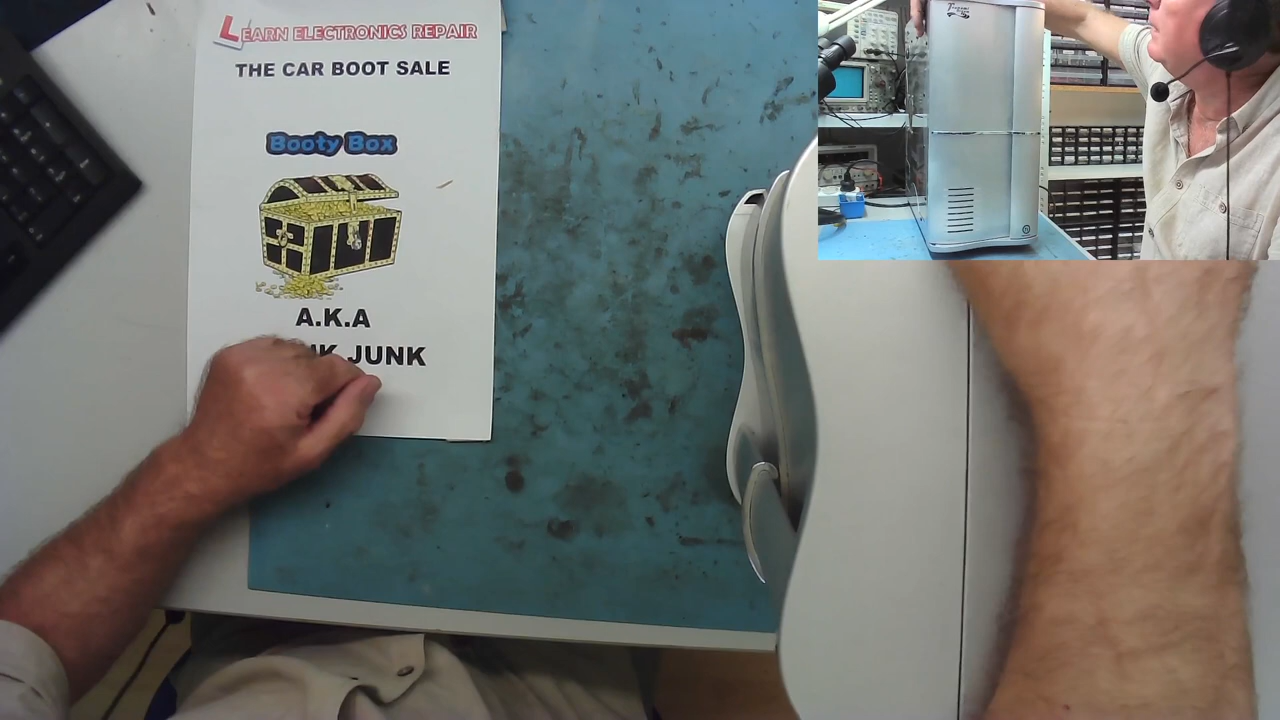 LEARN ELECTRONICS REPAIR
THE CAR BOOT SALE
Booty Box
A.K.A
JUNK